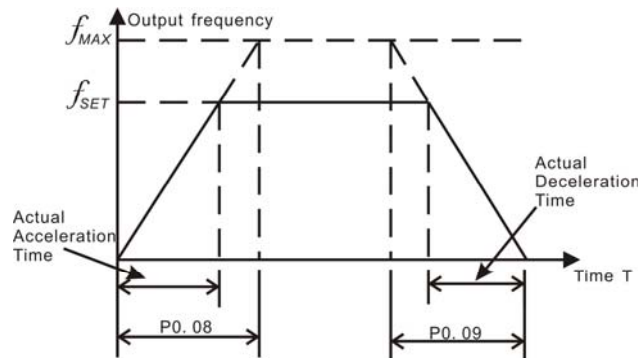 Output frequency
fMAX
fSET
Actual
Deceleration
Time
Actual
Acceleration
Time
Time T
P0. 08
P0. 09